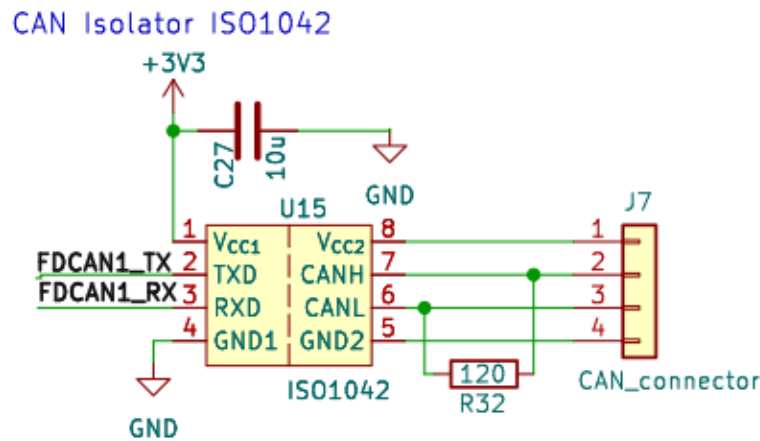 CAN Isolator ISO1042
+3V3
C27
10u
GND
U15
J7
1 VCC1 VCC2 8 1
FDCAN1_TX 2 TXD CANH 7 2
FDCAN1_RX 3 RXD CANL 6 3
4 GND1 GND2 5 4
120
ISO1042
R32
CAN_connector
GND